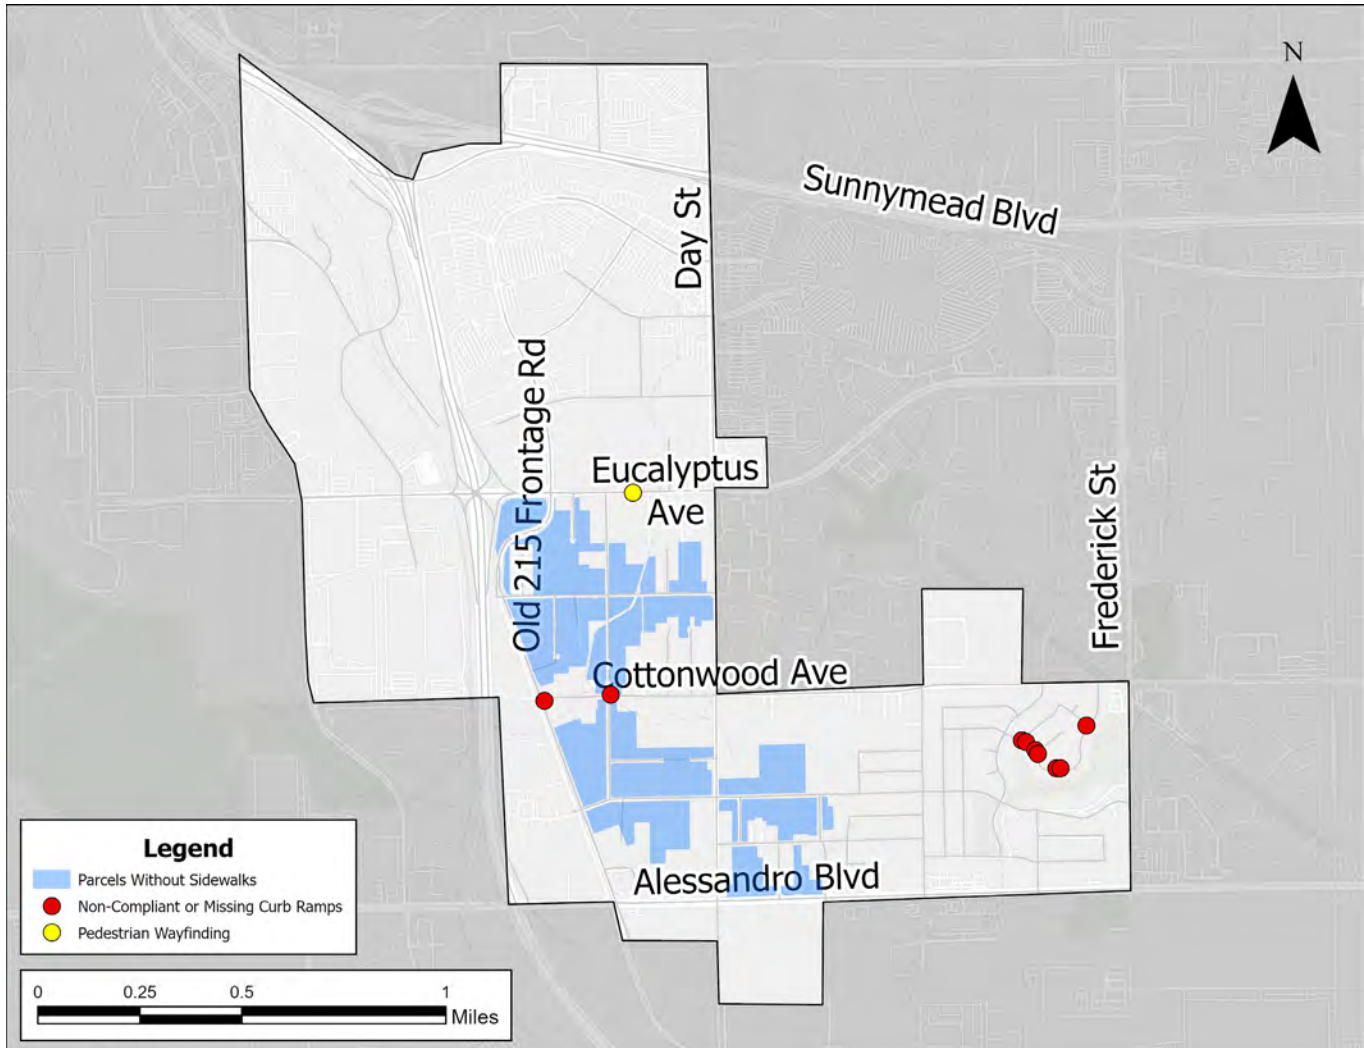 N
Sunnymead Blvd
Day St
Old 215 Frontage Rd
Eucalyptus
Ave
Frederick St
Cottonwood Ave
Alessandro Blvd
Legend
Parcels Without Sidewalks
Non-Compliant or Missing Curb Ramps
Pedestrian Wayfinding
0 0.25 0.5 1
Miles